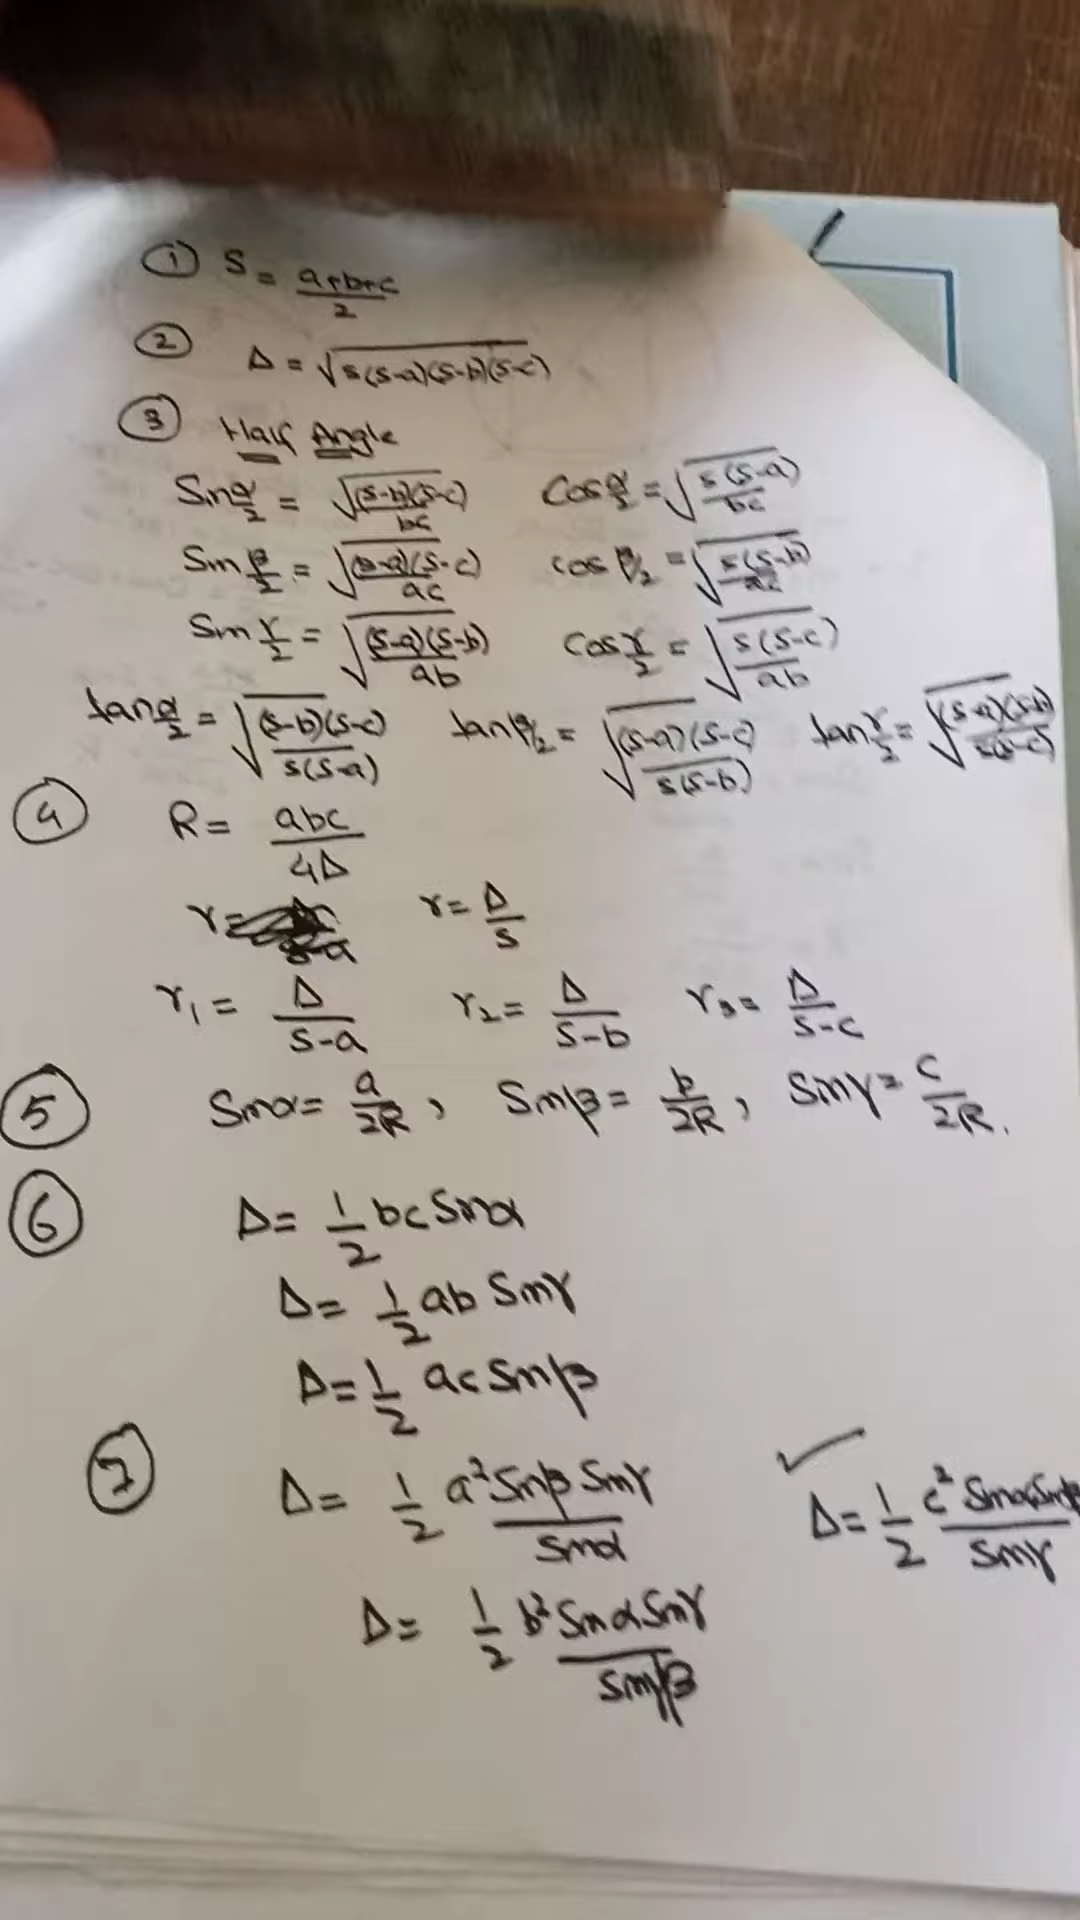 ① S = a+b+c/2
② Δ = √s(s-a)(s-b)(s-c)
③ Half Angle
Sin α/2 = √(s-b)(s-c)/bc   Cos α/2 = √s(s-a)/bc
Sin β/2 = √(s-a)(s-c)/ac   cos β/2 = √s(s-b)/ac
Sin γ/2 = √(s-a)(s-b)/ab   Cos γ/2 = √s(s-c)/ab
tan α/2 = √(s-b)(s-c)/s(s-a)   tan β/2 = √(s-a)(s-c)/s(s-b)   tan γ/2 = √(s-a)(s-b)/s(s-c)
④ R = abc/4Δ
r =   r = Δ/s
r₁ = Δ/s-a   r₂ = Δ/s-b   r₃ = Δ/s-c
⑤ Sinα = a/2R , Sinβ = b/2R , Sinγ = c/2R.
⑥ Δ = 1/2 bc Sinα
Δ = 1/2 ab Sinγ
Δ = 1/2 ac Sinβ
⑦ Δ = 1/2 a² Sinβ Sinγ/Sinα   ✓ Δ = 1/2 c² Sinα Sinβ/Sinγ
Δ = 1/2 b² Sinα Sinγ/Sinβ